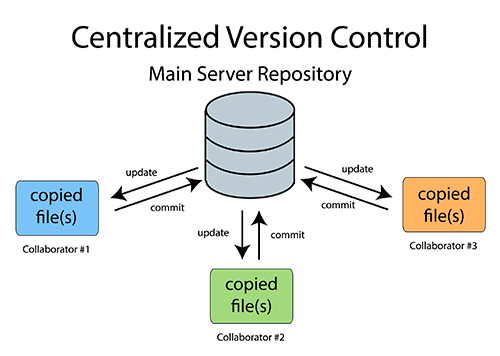 Centralized Version Control
Main Server Repository
update
commit
copied
file(s)
Collaborator #1
update
commit
copied
file(s)
Collaborator #2
update
commit
copied
file(s)
Collaborator #3